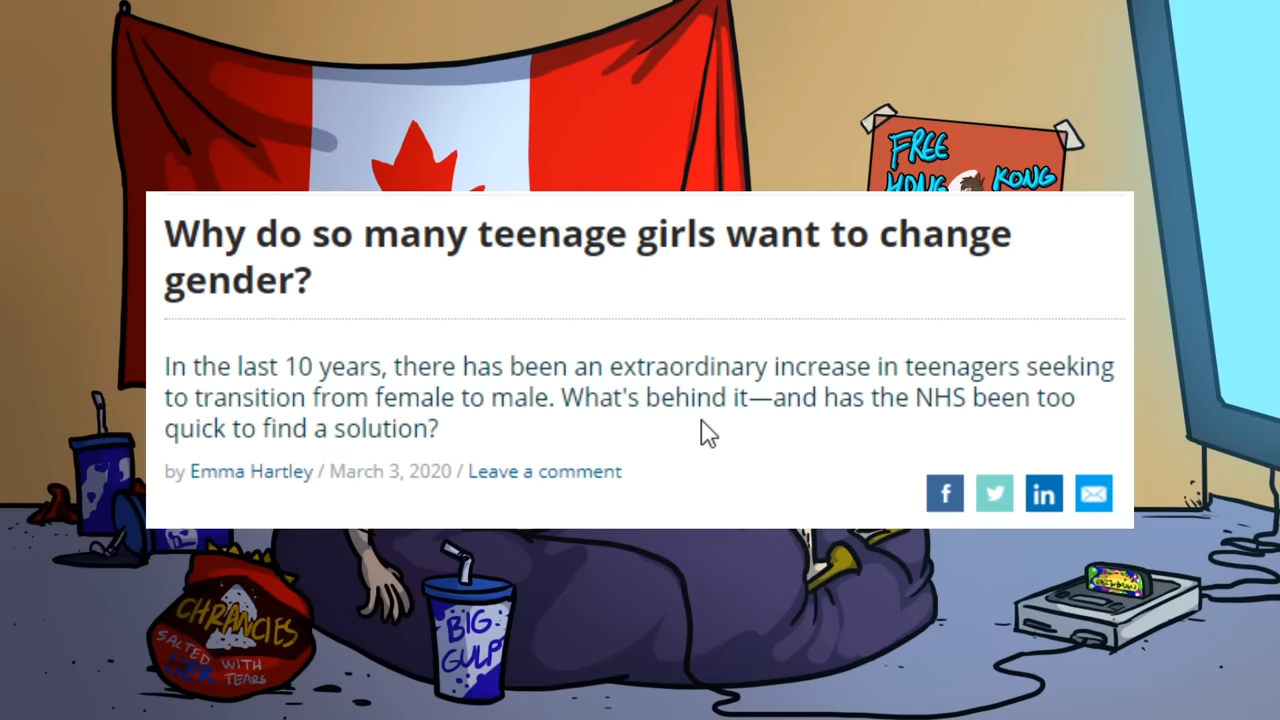 FREE
HONG KONG
Why do so many teenage girls want to change
gender?
In the last 10 years, there has been an extraordinary increase in teenagers seeking
to transition from female to male. What's behind it—and has the NHS been too
quick to find a solution?
by Emma Hartley / March 3, 2020 / Leave a comment
f in
CHRANCIES
SALTED WITH
HER TEARS
BIG
GULP